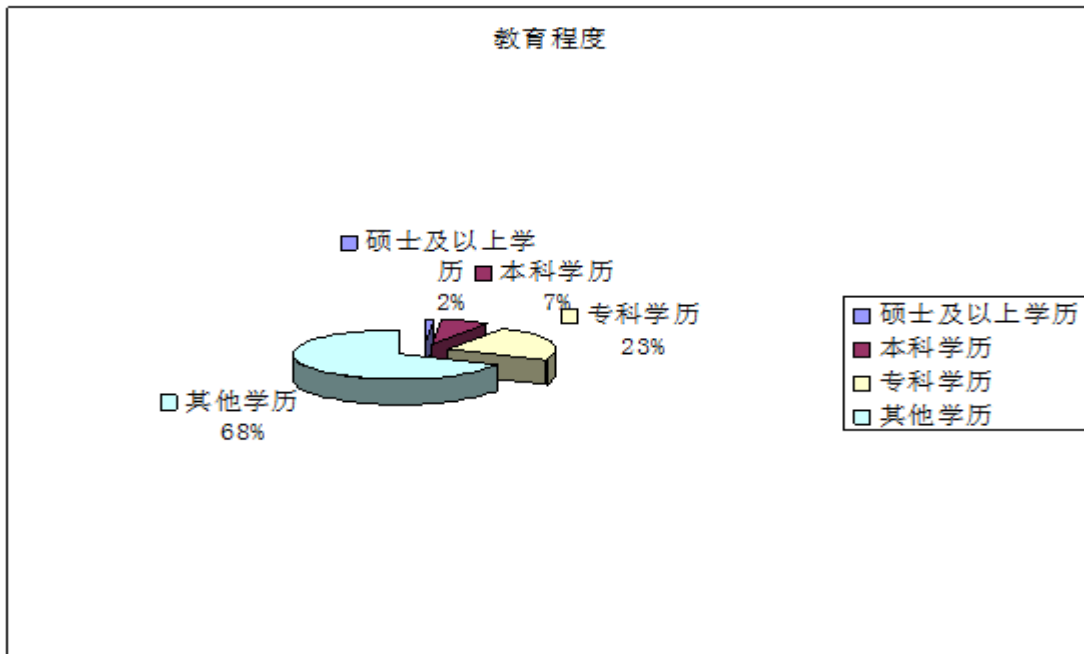 教育程度
硕士及以上学
历
2%
本科学历
7%
专科学历
23%
其他学历
68%
硕士及以上学历
本科学历
专科学历
其他学历